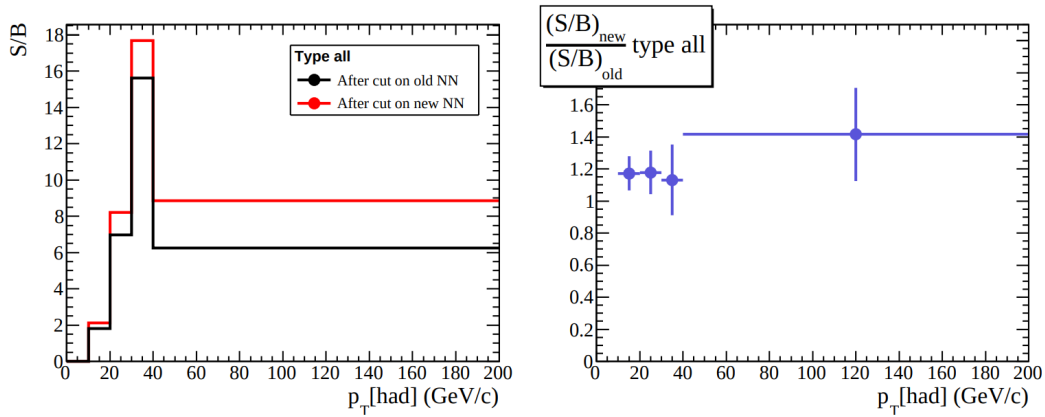 S/B
18
16
14
12
10
8
6
4
2
0
Type all
After cut on old NN
After cut on new NN
0 20 40 60 80 100 120 140 160 180 200
p_T[had] (GeV/c)
(S/B)_new
(S/B)_old
type all
1.6
1.4
1.2
1
0.8
0.6
0.4
0.2
0
0 20 40 60 80 100 120 140 160 180 200
p_T[had] (GeV/c)